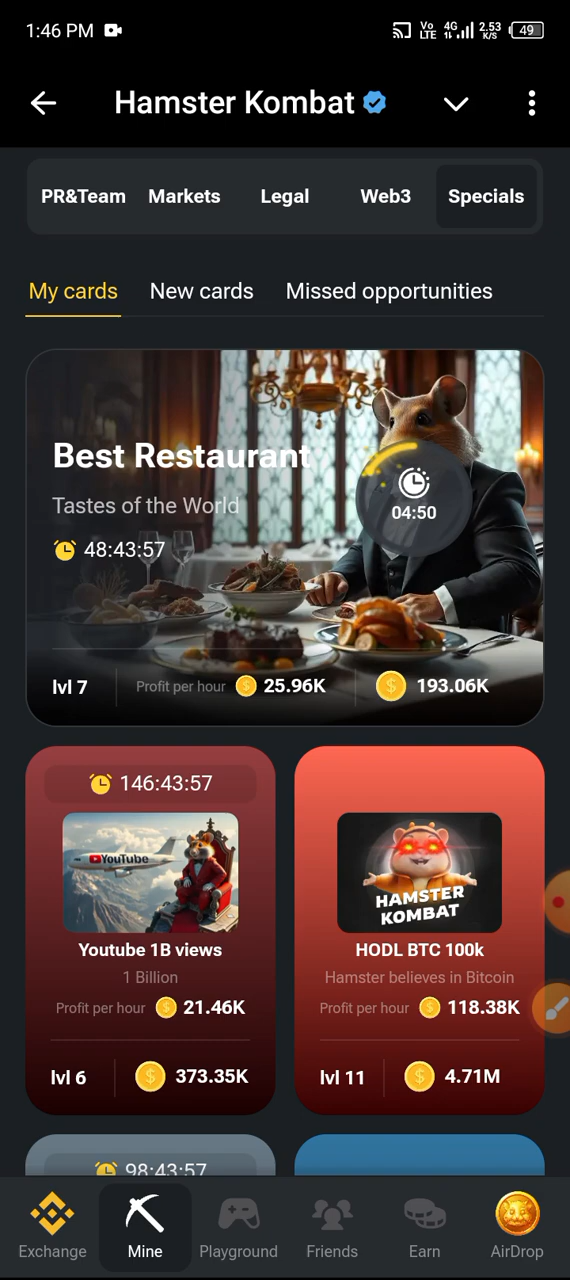 1:46 PM
Vo LTE 4G 2.53 K/S 49
Hamster Kombat
PR&Team Markets Legal Web3 Specials
My cards New cards Missed opportunities
Best Restaurant
Tastes of the World
04:50
48:43:57
lvl 7 Profit per hour 25.96K 193.06K
146:43:57
YouTube
Youtube 1B views
1 Billion
Profit per hour 21.46K
lvl 6 373.35K
HAMSTER
KOMBAT
HODL BTC 100k
Hamster believes in Bitcoin
Profit per hour 118.38K
lvl 11 4.71M
98:43:57
Exchange Mine Playground Friends Earn AirDrop